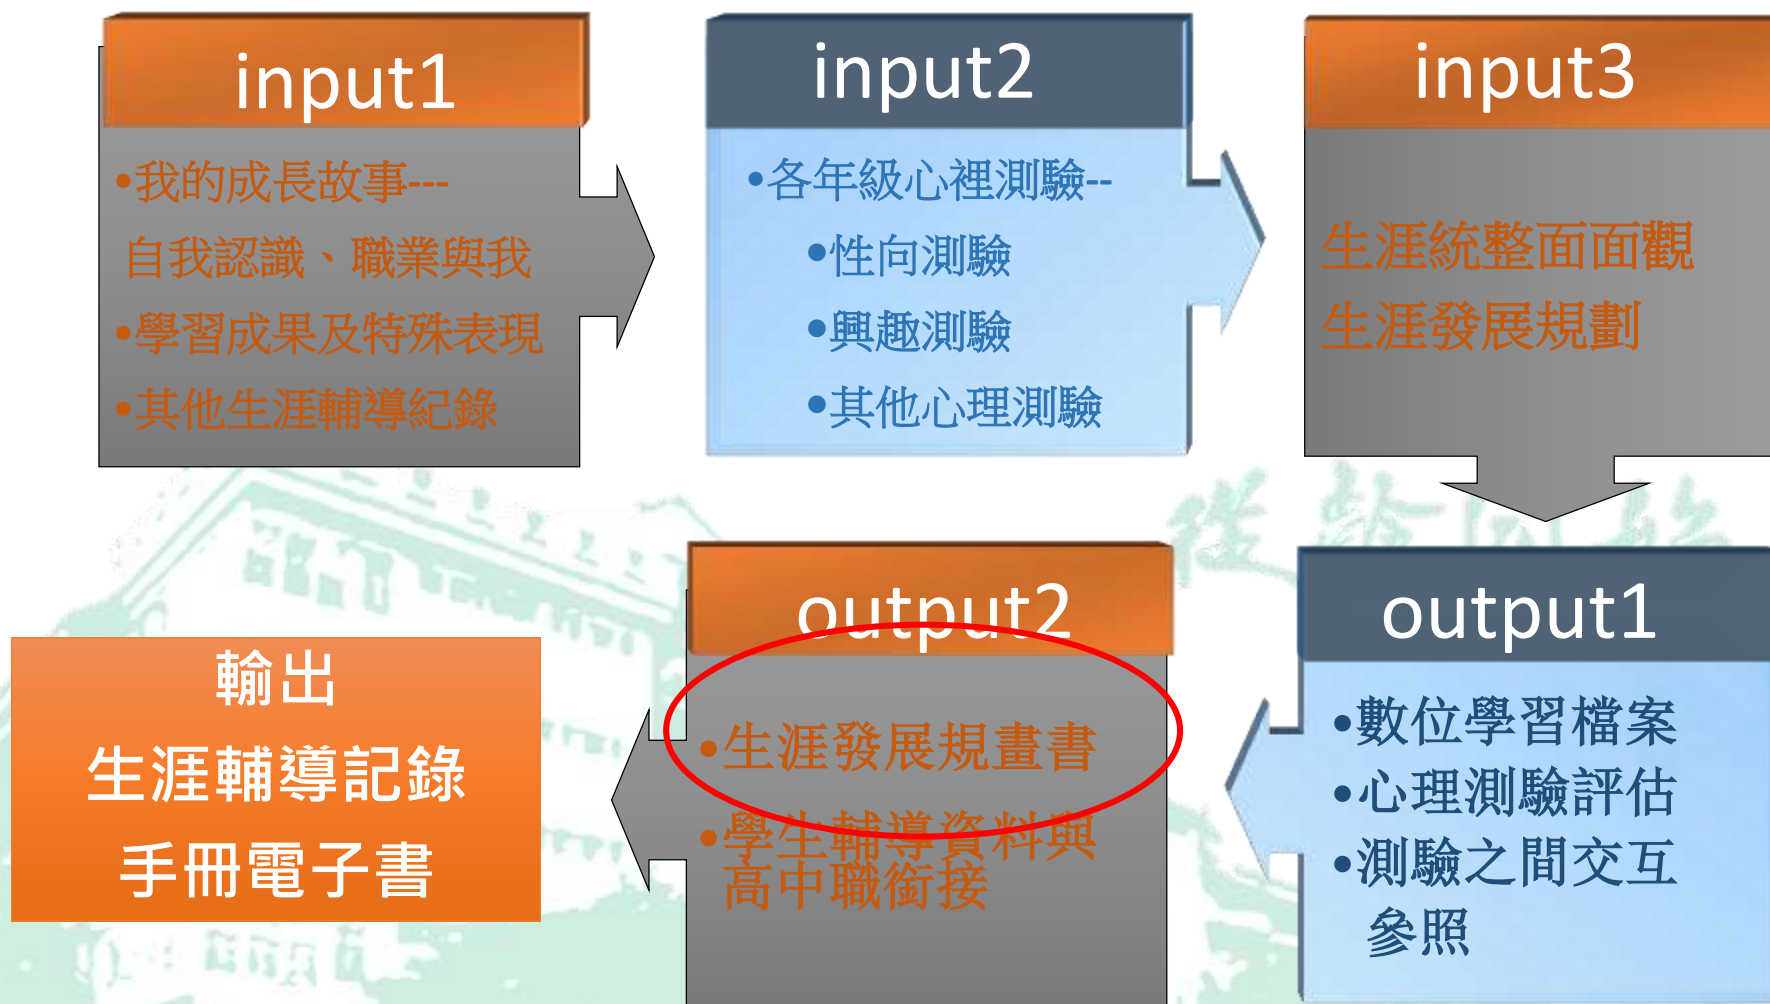 input1
•我的成長故事---
自我認識、職業與我
•學習成果及特殊表現
•其他生涯輔導紀錄
input2
•各年級心裡測驗--
•性向測驗
•興趣測驗
•其他心理測驗
input3
生涯統整面面觀
生涯發展規劃
output1
•數位學習檔案
•心理測驗評估
•測驗之間交互
參照
output2
•生涯發展規畫書
•學生輔導資料與
高中職銜接
輸出
生涯輔導記錄
手冊電子書